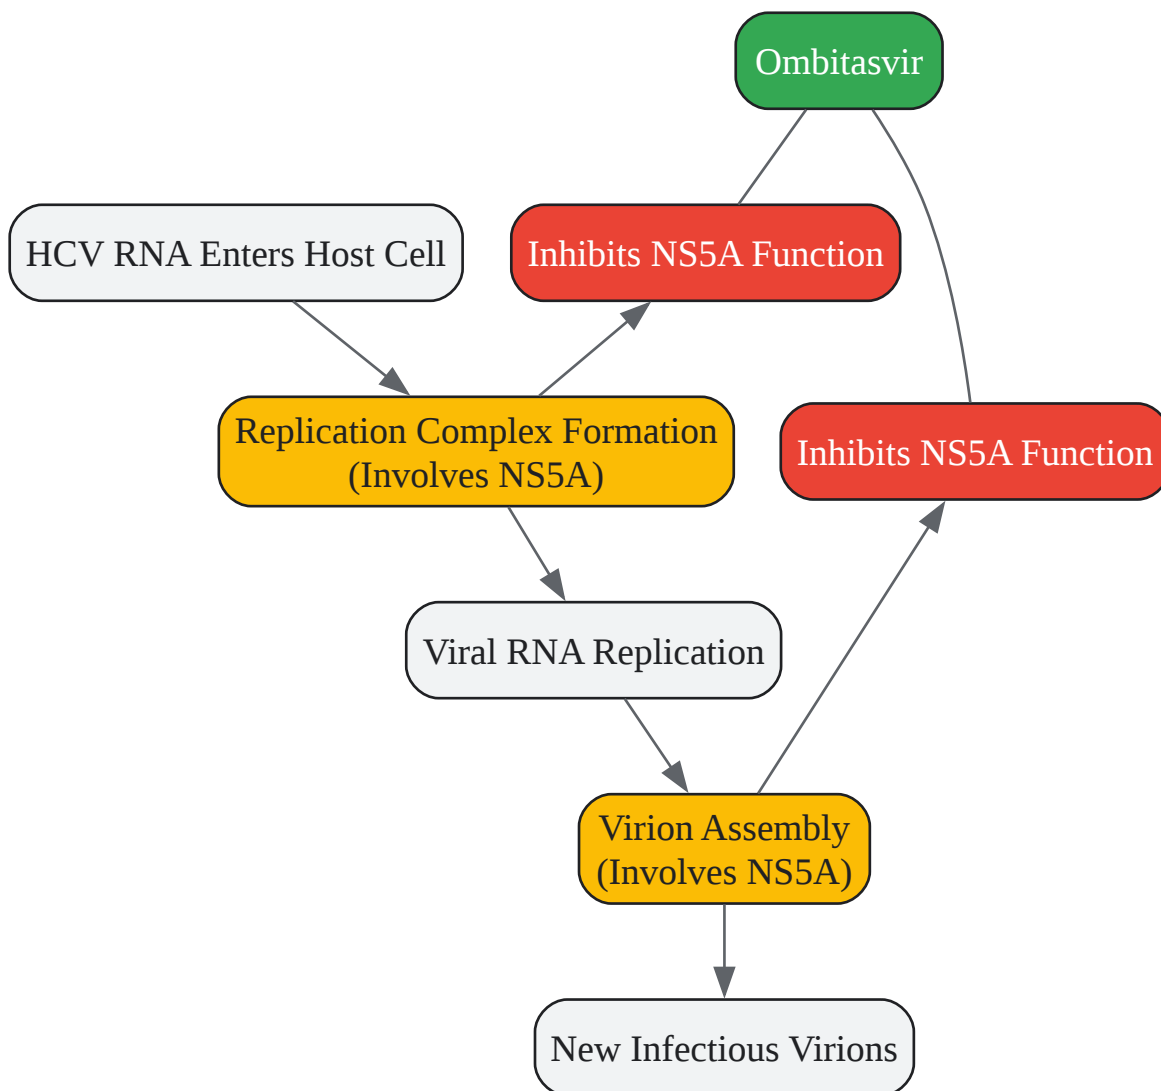 Ombitasvir
HCV RNA Enters Host Cell
Inhibits NS5A Function
Replication Complex Formation
(Involves NS5A)
Inhibits NS5A Function
Viral RNA Replication
Virion Assembly
(Involves NS5A)
New Infectious Virions